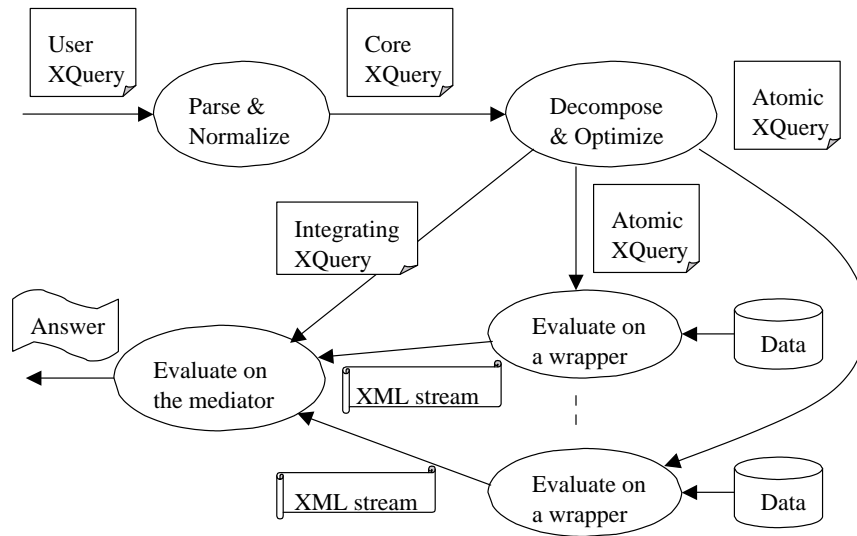 User
XQuery
Core
XQuery
Parse &
Normalize
Decompose
& Optimize
Atomic
XQuery
Integrating
XQuery
Atomic
XQuery
Answer
Evaluate on
the mediator
Evaluate on
a wrapper
Data
XML stream
XML stream
Evaluate on
a wrapper
Data